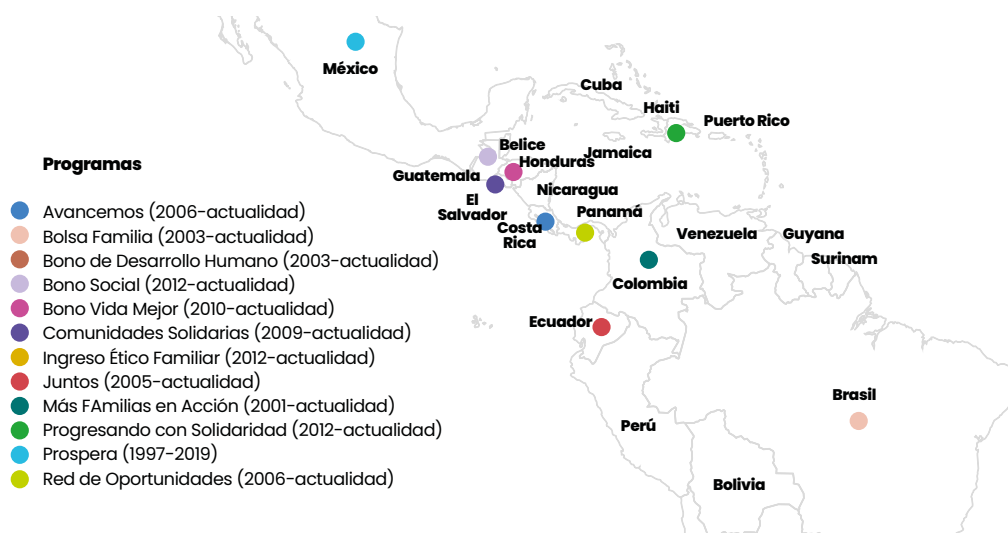 México
Cuba
Haiti
Puerto Rico
Belice
Jamaica
Honduras
Guatemala
Nicaragua
El
Salvador
Panamá
Costa
Rica
Venezuela
Guyana
Surinam
Colombia
Ecuador
Brasil
Perú
Bolivia
Programas
Avancemos (2006-actualidad)
Bolsa Familia (2003-actualidad)
Bono de Desarrollo Humano (2003-actualidad)
Bono Social (2012-actualidad)
Bono Vida Mejor (2010-actualidad)
Comunidades Solidarias (2009-actualidad)
Ingreso Ético Familiar (2012-actualidad)
Juntos (2005-actualidad)
Más FAmilias en Acción (2001-actualidad)
Progresando con Solidaridad (2012-actualidad)
Prospera (1997-2019)
Red de Oportunidades (2006-actualidad)